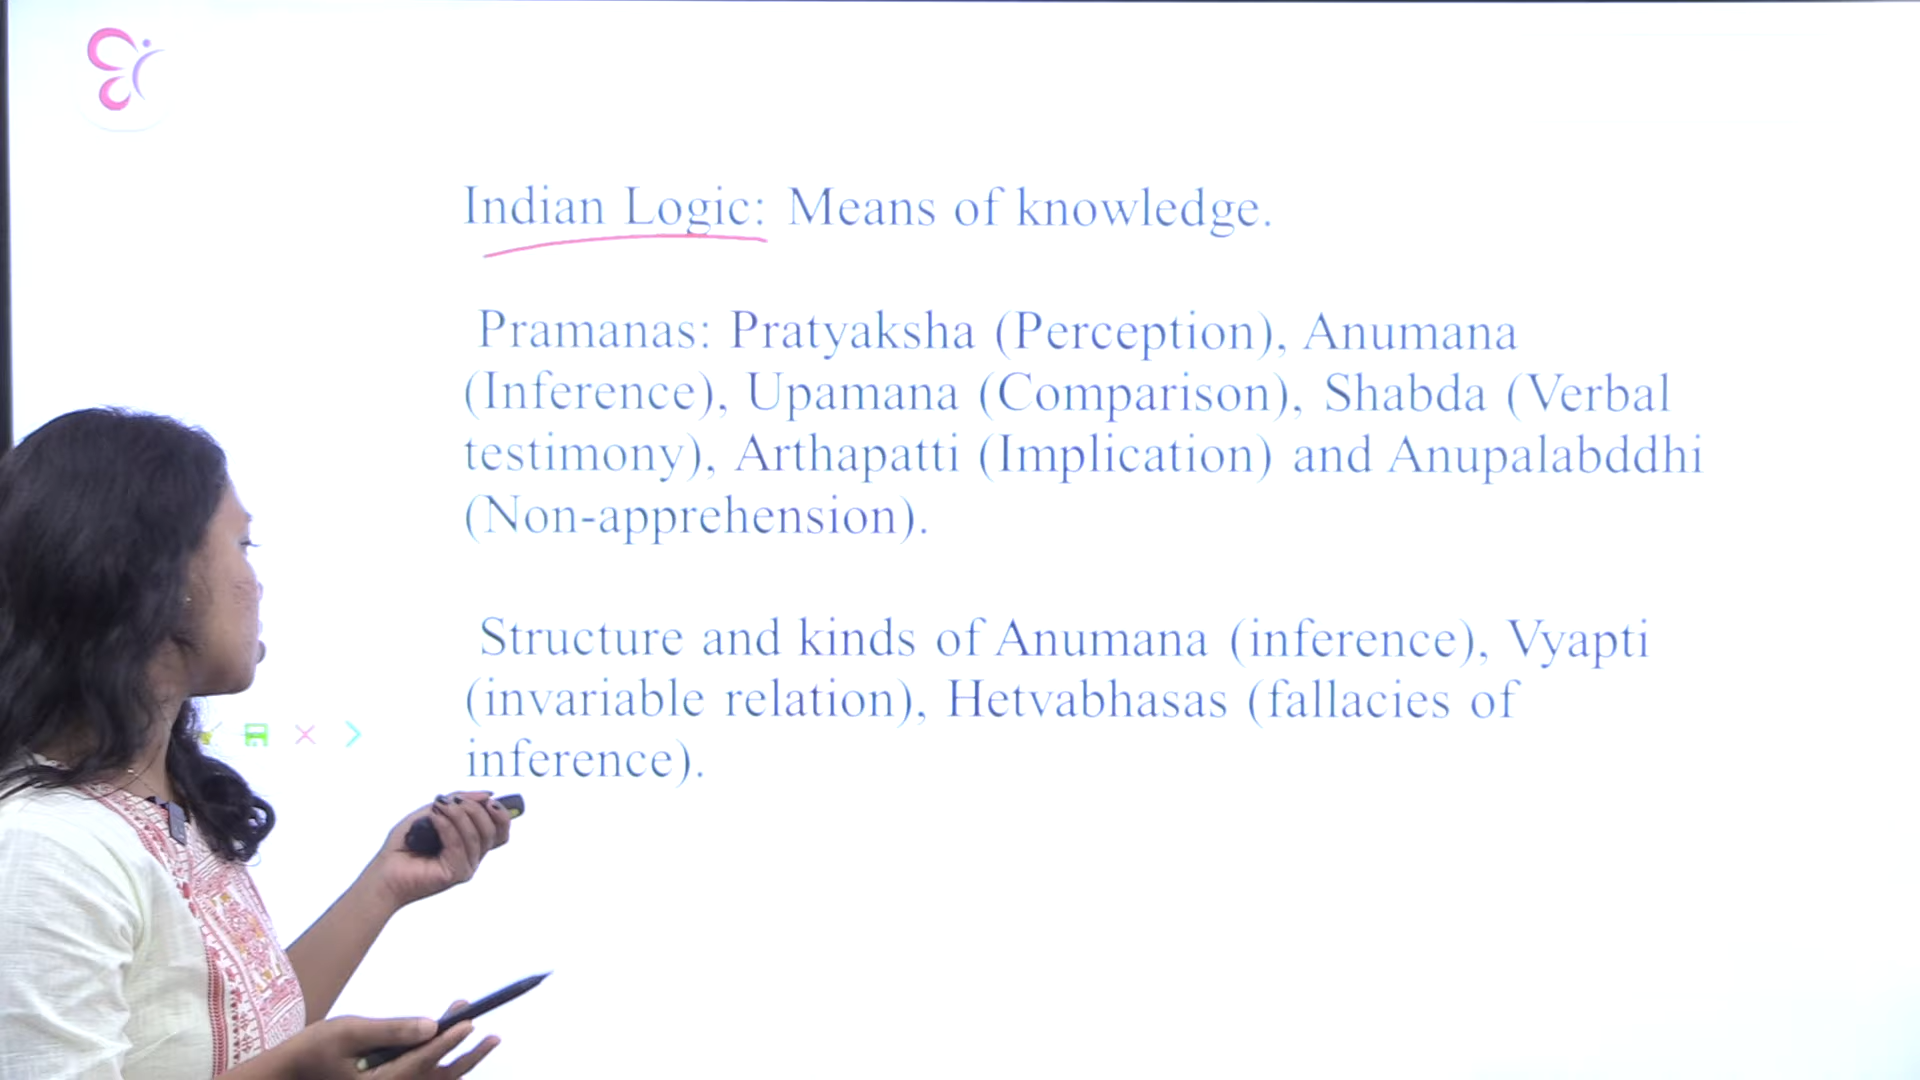 Indian Logic: Means of knowledge.
Pramanas: Pratyaksha (Perception), Anumana
(Inference), Upamana (Comparison), Shabda (Verbal
testimony), Arthapatti (Implication) and Anupalabddhi
(Non-apprehension).
Structure and kinds of Anumana (inference), Vyapti
(invariable relation), Hetvabhasas (fallacies of
inference).